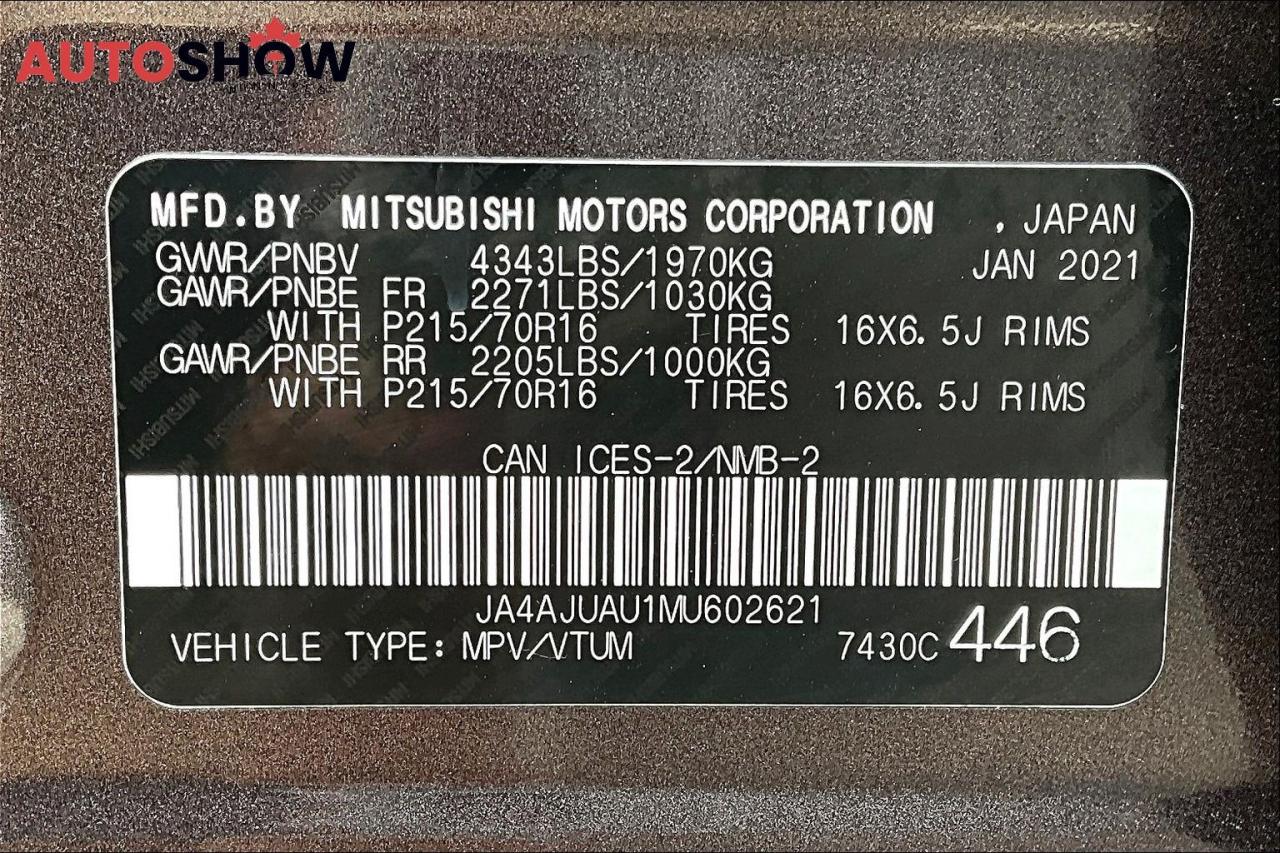 AUTOSHOW
MFD.BY MITSUBISHI MOTORS CORPORATION , JAPAN
GVWR/PNBV 4343LBS/1970KG JAN 2021
GAWR/PNBE FR 2271LBS/1030KG
WITH P215/70R16 TIRES 16X6.5J RIMS
GAWR/PNBE RR 2205LBS/1000KG
WITH P215/70R16 TIRES 16X6.5J RIMS
CAN ICES-2/NMB-2
JA4AJUAU1MU602621
VEHICLE TYPE: MPV/VTUM 7430C 446